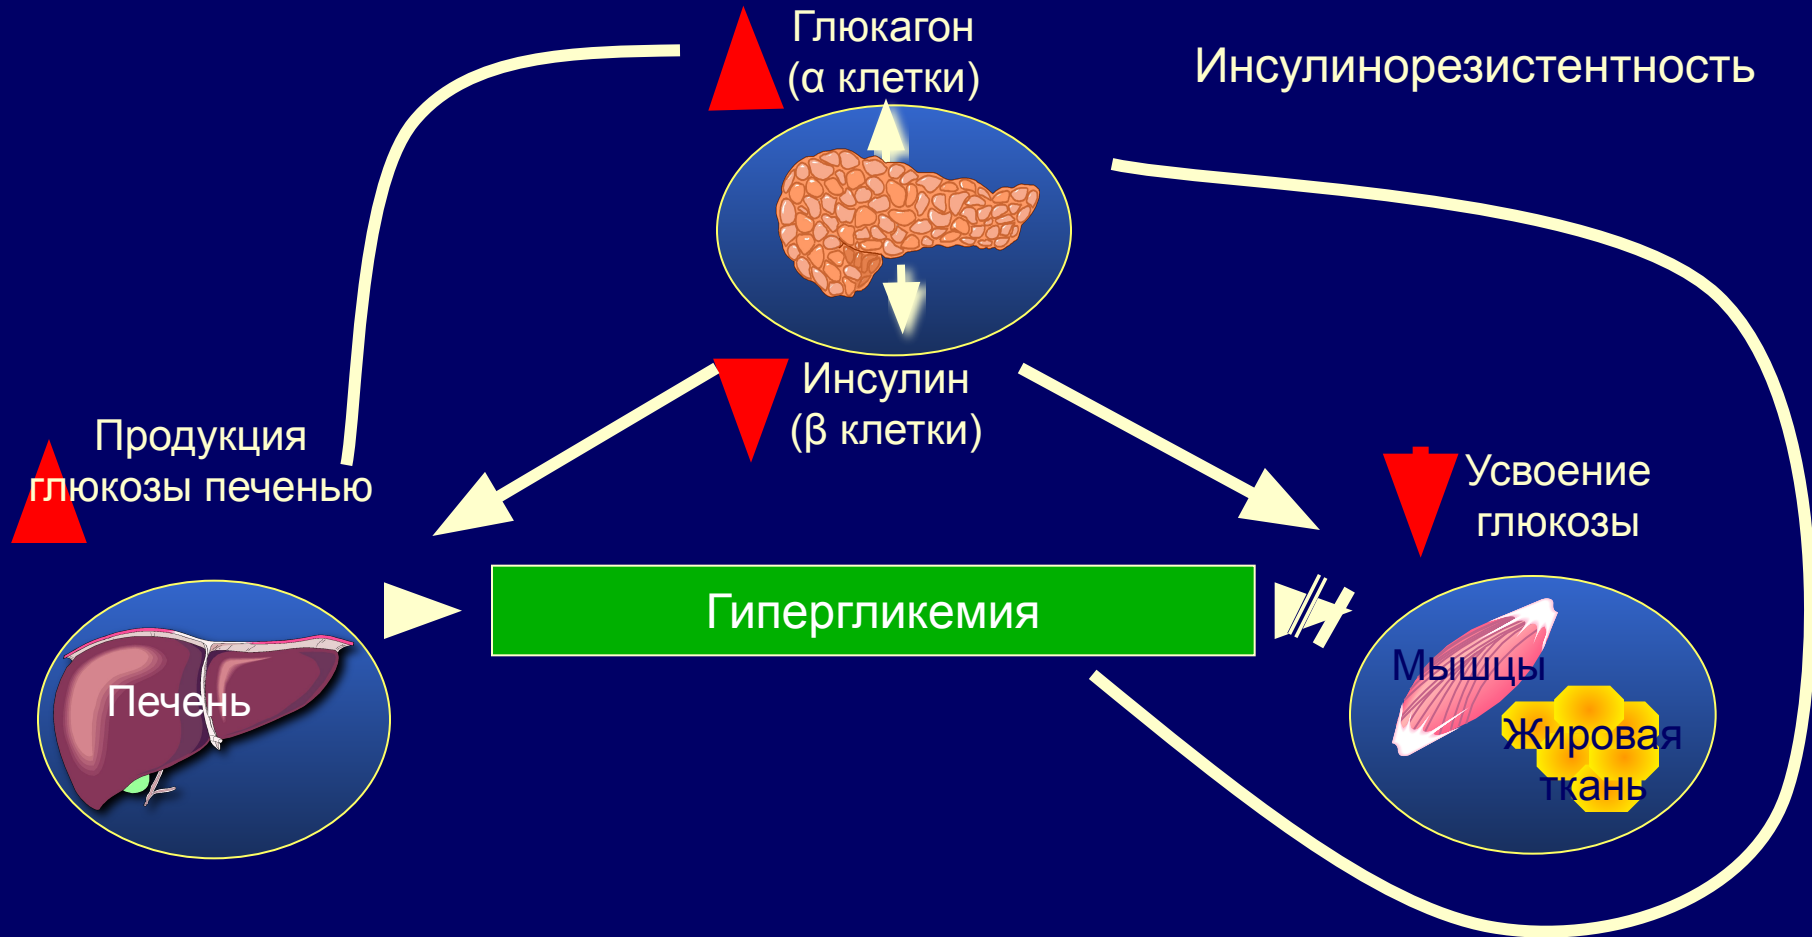 Глюкагон
(α клетки)
Инсулинорезистентность
Инсулин
(β клетки)
Продукция
глюкозы печенью
Усвоение
глюкозы
Гипергликемия
Печень
Мышцы
Жировая
ткань